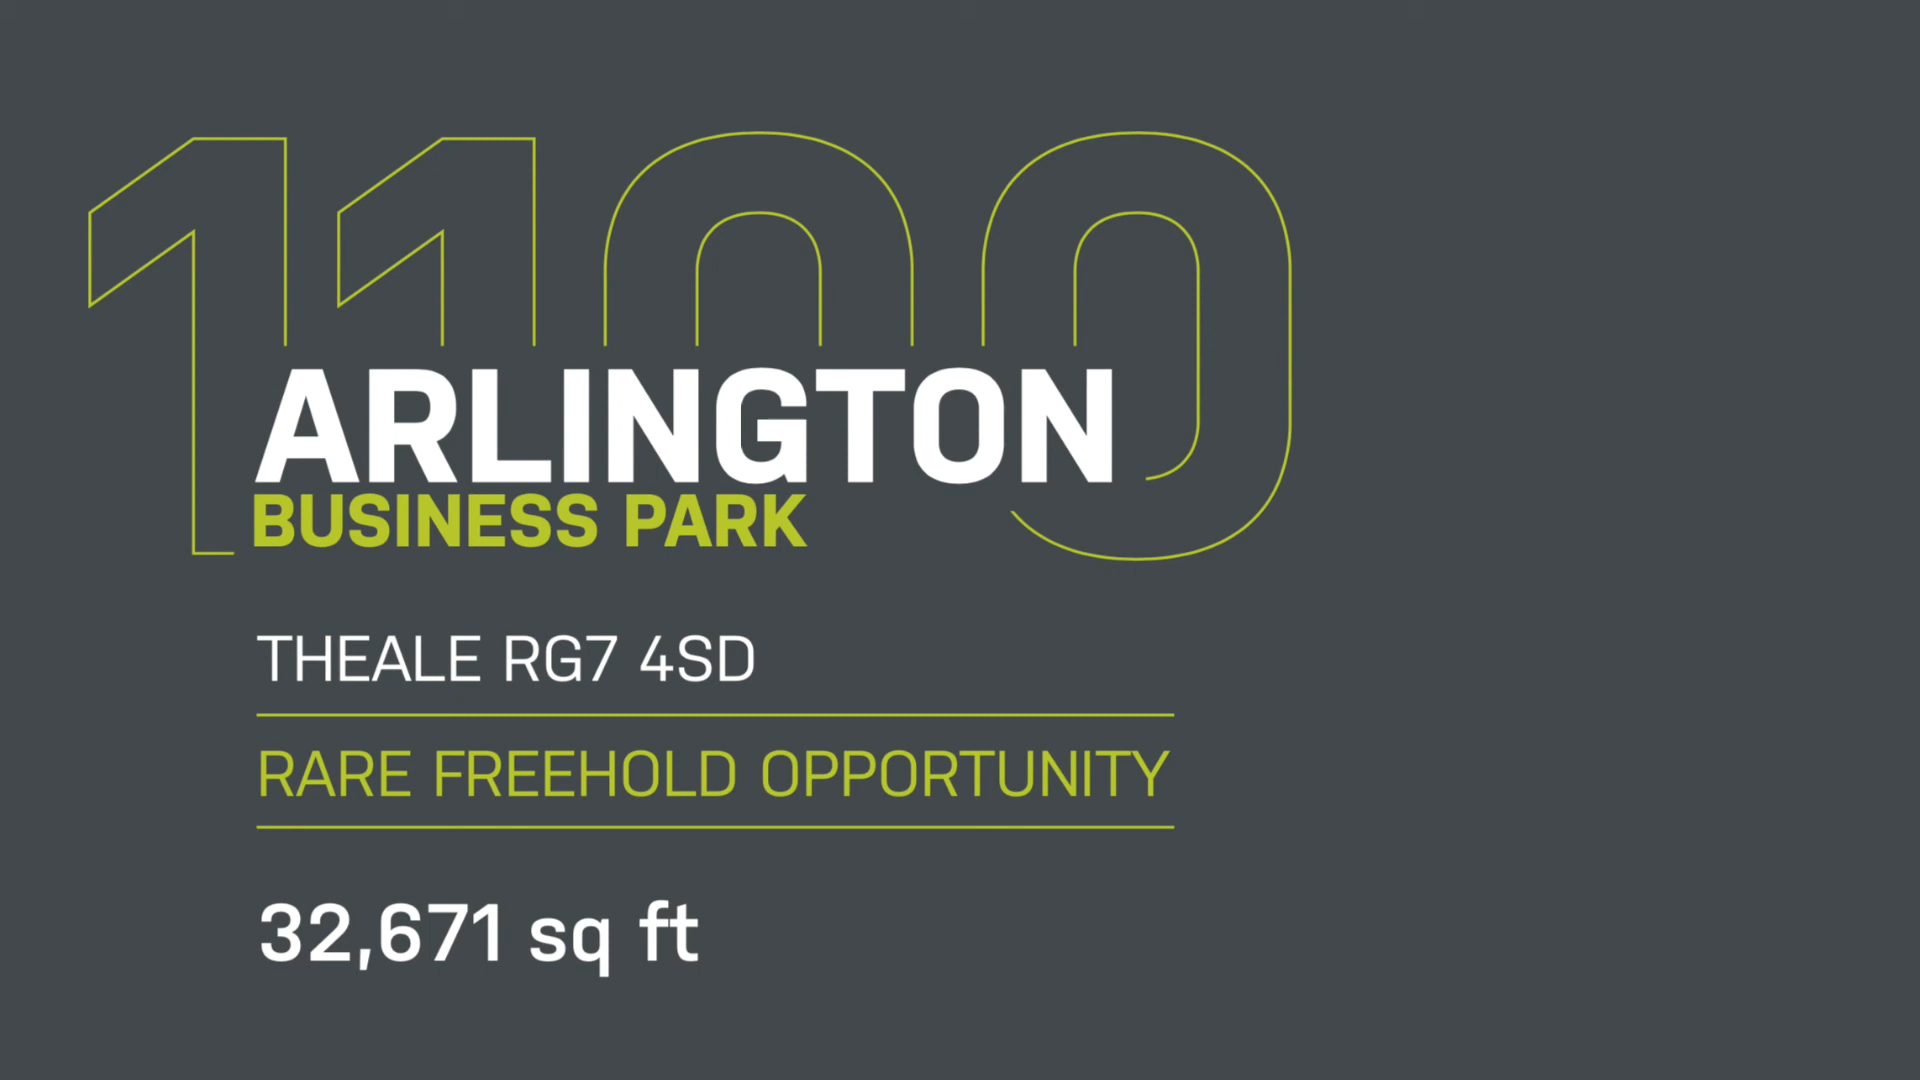 1100
ARLINGTON
BUSINESS PARK
THEALE RG7 4SD
RARE FREEHOLD OPPORTUNITY
32,671 sq ft